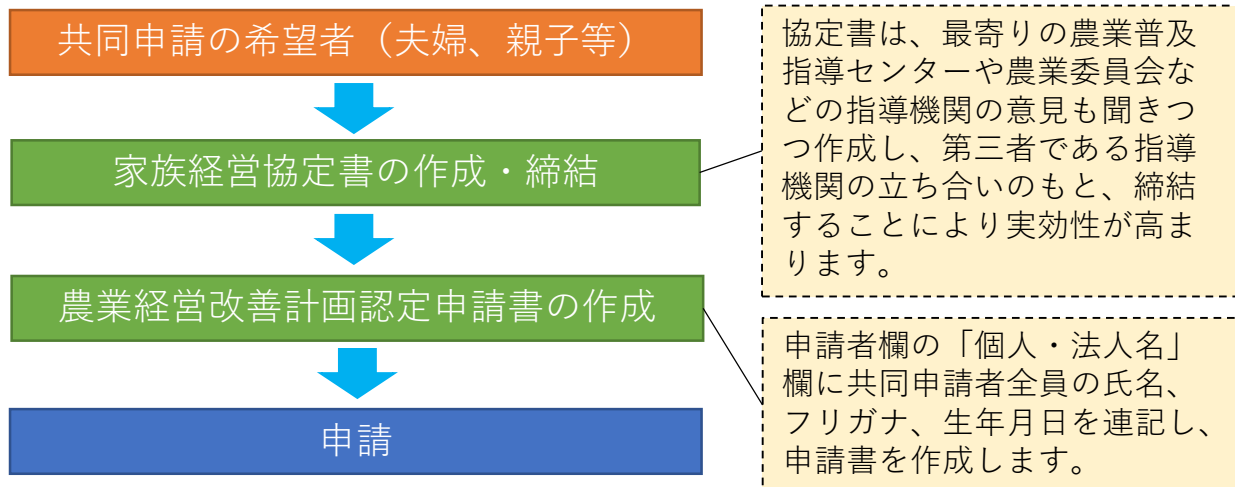 共同申請の希望者（夫婦、親子等）
家族経営協定書の作成・締結
農業経営改善計画認定申請書の作成
申請
協定書は、最寄りの農業普及
指導センターや農業委員会な
どの指導機関の意見も聞きつ
つ作成し、第三者である指導
機関の立ち合いのもと、締結
することにより実効性が高ま
ります。
申請者欄の「個人・法人名」
欄に共同申請者全員の氏名、
フリガナ、生年月日を連記し、
申請書を作成します。